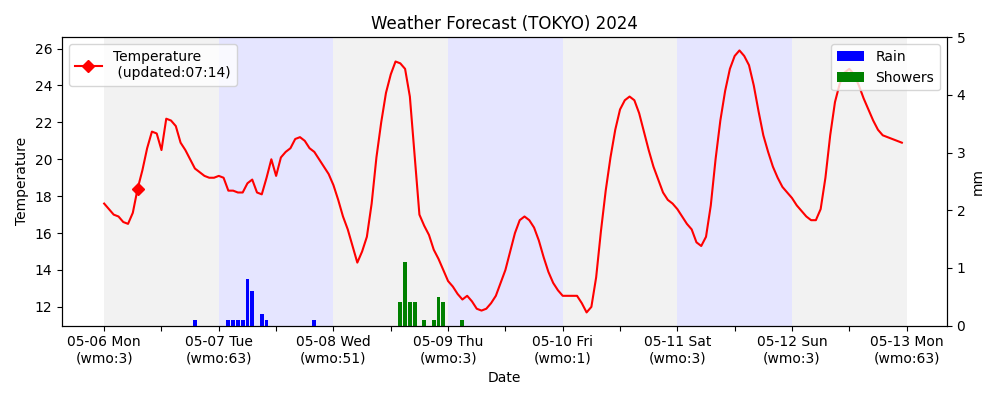 Weather Forecast (TOKYO) 2024
Temperature
(updated:07:14)
Rain
Showers
Temperature
26
24
22
20
18
16
14
12
5
4
3
2
1
0
mm
05-06 Mon 05-07 Tue 05-08 Wed 05-09 Thu 05-10 Fri 05-11 Sat 05-12 Sun 05-13 Mon
(wmo:3) (wmo:63) (wmo:51) (wmo:3) (wmo:1) (wmo:3) (wmo:3) (wmo:63)
Date